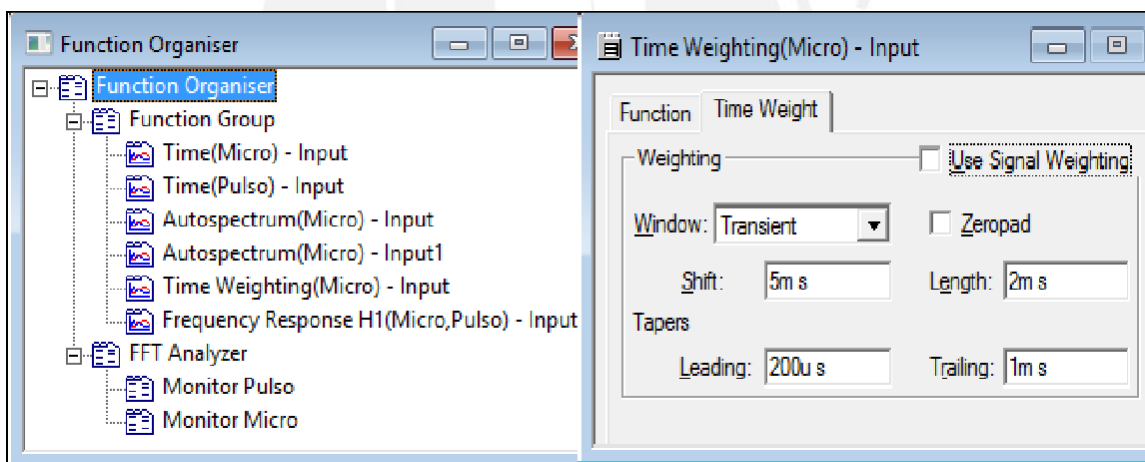 Function Organiser
Function Organiser
Function Group
Time(Micro) - Input
Time(Pulso) - Input
Autospectrum(Micro) - Input
Autospectrum(Micro) - Input1
Time Weighting(Micro) - Input
Frequency Response H1(Micro,Pulso) - Input
FFT Analyzer
Monitor Pulso
Monitor Micro
Time Weighting(Micro) - Input
Function Time Weight
Weighting Use Signal Weighting
Window: Transient Zeropad
Shift: 5m s Length: 2m s
Tapers
Leading: 200u s Trailing: 1m s